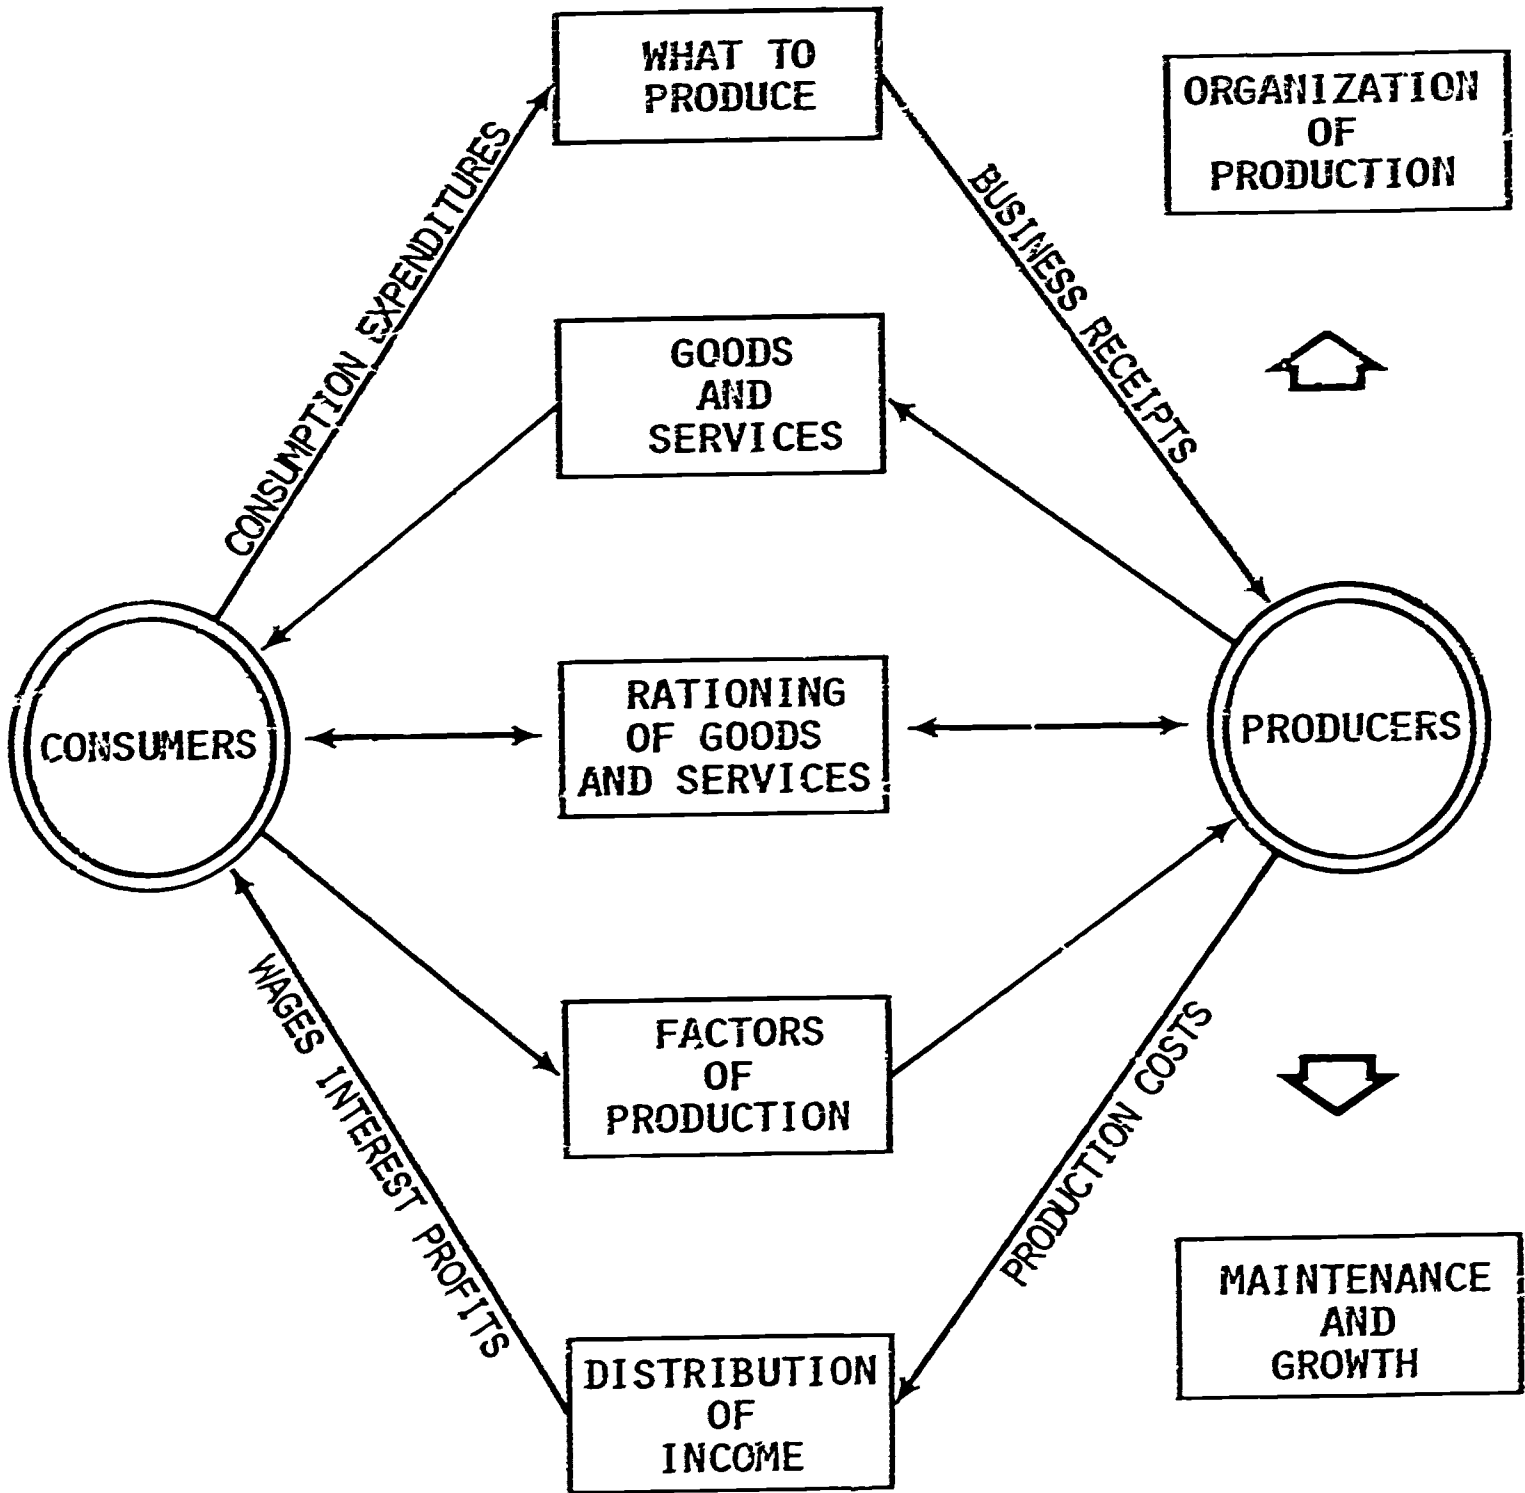 WHAT TO
PRODUCE
ORGANIZATION
OF
PRODUCTION
CONSUMPTION EXPENDITURES
BUSINESS RECEIPTS
GOODS
AND
SERVICES
CONSUMERS
RATIONING
OF GOODS
AND SERVICES
PRODUCERS
FACTORS
OF
PRODUCTION
WAGES INTEREST PROFITS
PRODUCTION COSTS
MAINTENANCE
AND
GROWTH
DISTRIBUTION
OF
INCOME